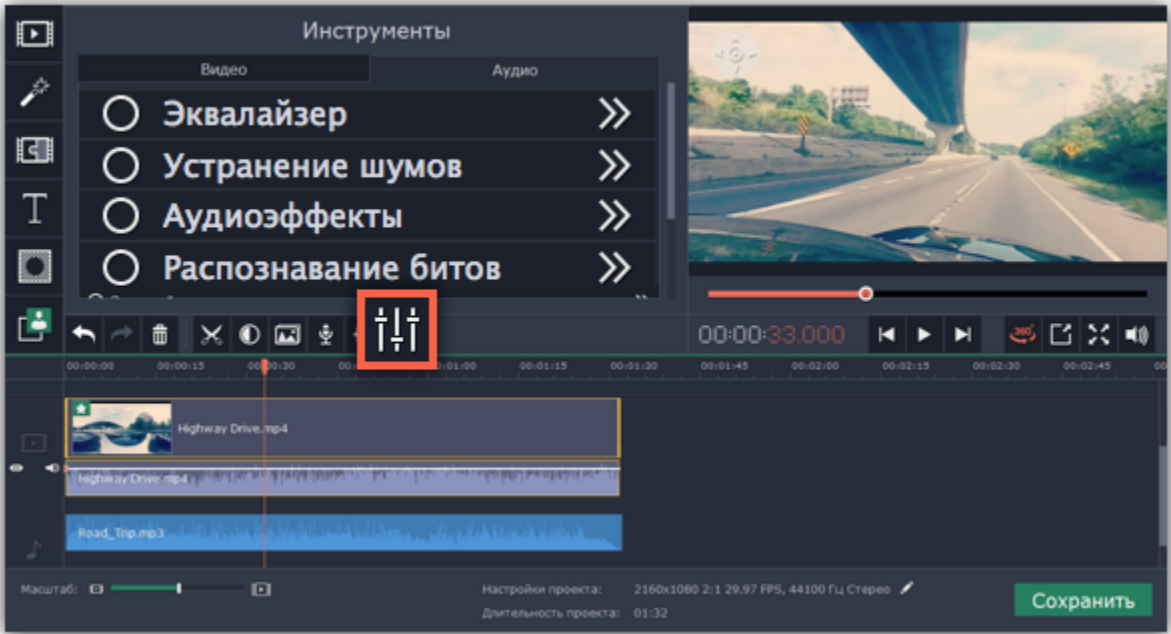 Инструменты
Видео
Аудио
Эквалайзер
Устранение шумов
Аудиоэффекты
Распознавание битов
T
00:00:33.000
360°
00:00:00 00:00:15 00:00:30 01:00 00:01:15 00:01:30 00:01:45 00:02:00 00:02:15 00:02:30 00:02:45
Highway Drive.mp4
Highway Drive.mp4
Road_Trip.mp3
Масштаб:
Настройки проекта: 2160x1080 2:1 29.97 FPS, 44100 Гц Стерео
Длительность проекта: 01:32
Сохранить